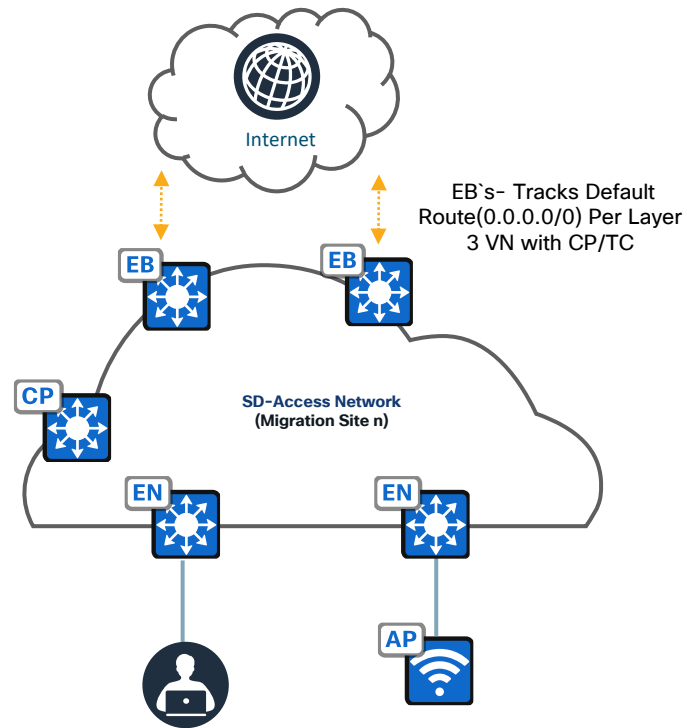 Internet
EB`s- Tracks Default
Route(0.0.0.0/0) Per Layer
3 VN with CP/TC
EB
EB
CP
SD-Access Network
(Migration Site n)
EN
EN
AP